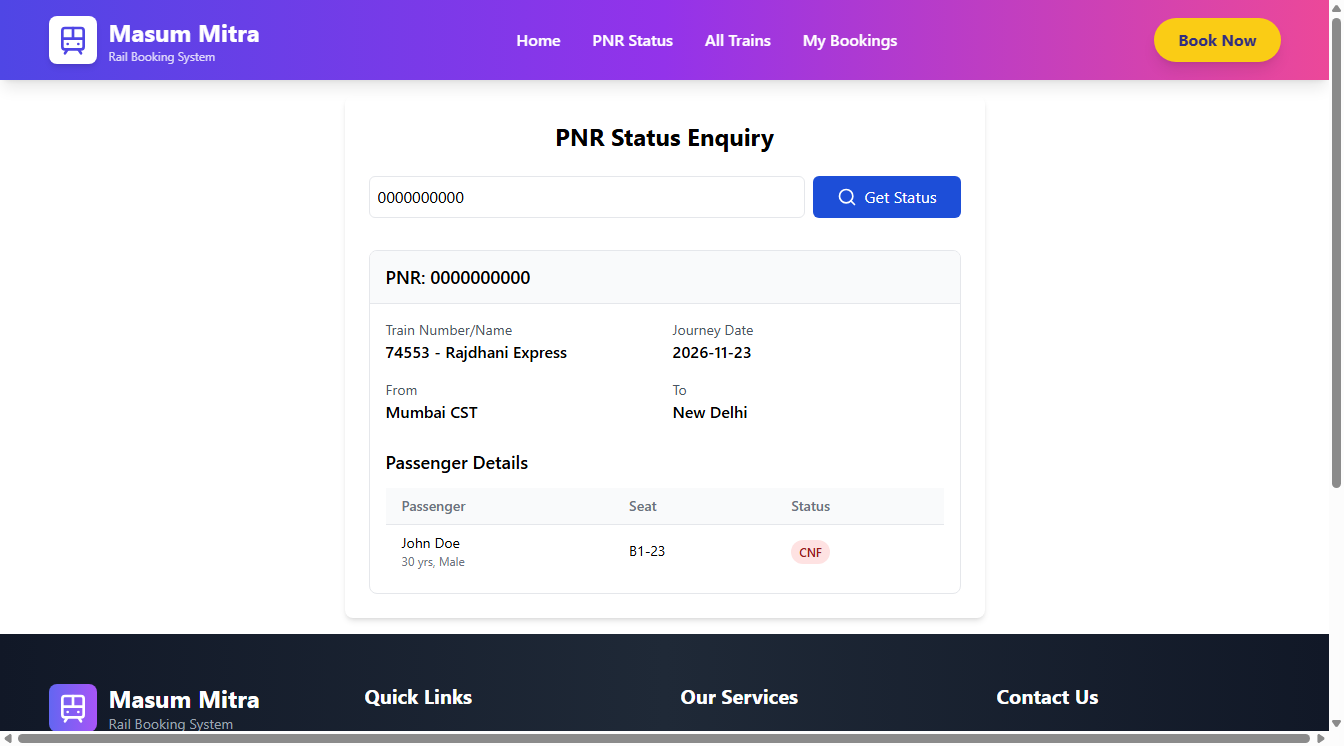 Masum Mitra
Rail Booking System
Home PNR Status All Trains My Bookings
Book Now
PNR Status Enquiry
0000000000
Get Status
PNR: 0000000000
Train Number/Name Journey Date
74553 - Rajdhani Express 2026-11-23
From To
Mumbai CST New Delhi
Passenger Details
Passenger Seat Status
John Doe
30 yrs, Male
B1-23
CNF
Masum Mitra
Rail Booking System
Quick Links
Our Services
Contact Us